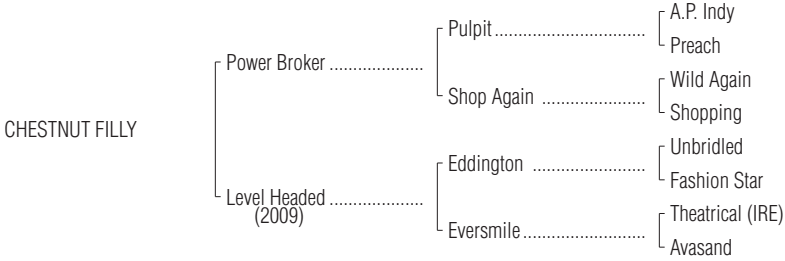 A.P. Indy
Pulpit..............................
Preach
Power Broker ...................
Wild Again
Shop Again .....................
Shopping
CHESTNUT FILLY
Unbridled
Eddington .......................
Fashion Star
Level Headed ...................
(2009)
Theatrical (IRE)
Eversmile.........................
Avasand